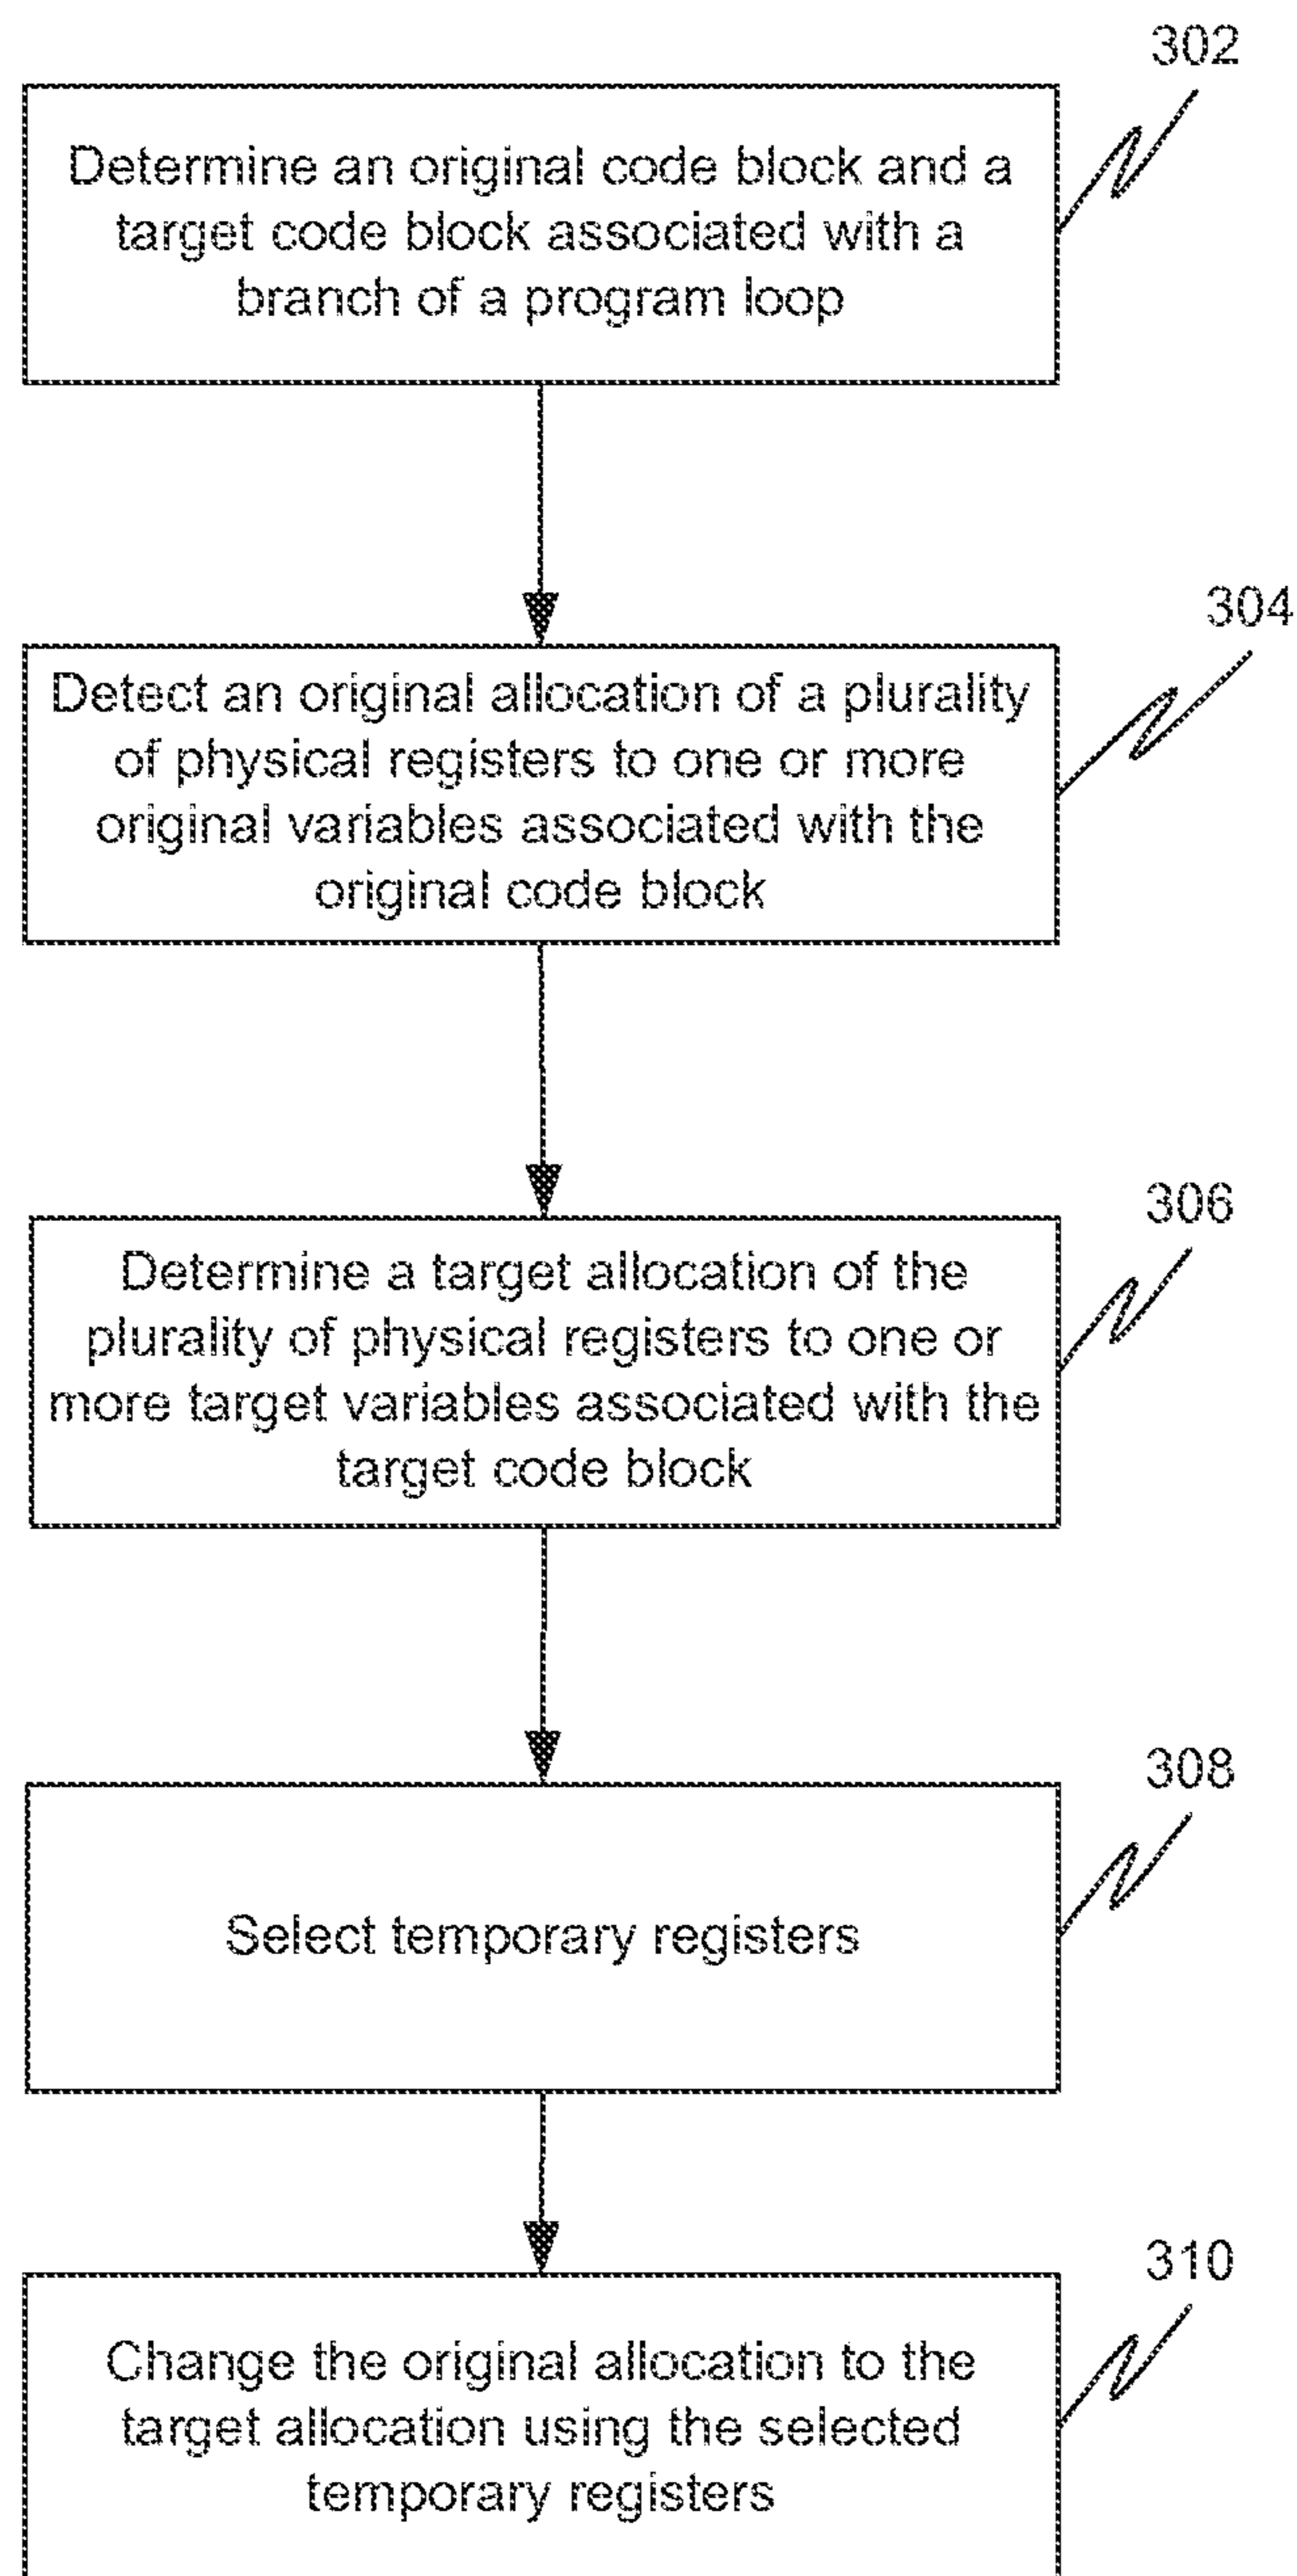 302
Determine an original code block and a
target code block associated with a
branch of a program loop
304
Detect an original allocation of a plurality
of physical registers to one or more
original variables associated with the
original code block
306
Determine a target allocation of the
plurality of physical registers to one or
more target variables associated with the
target code block
308
Select temporary registers
310
Change the original allocation to the
target allocation using the selected
temporary registers